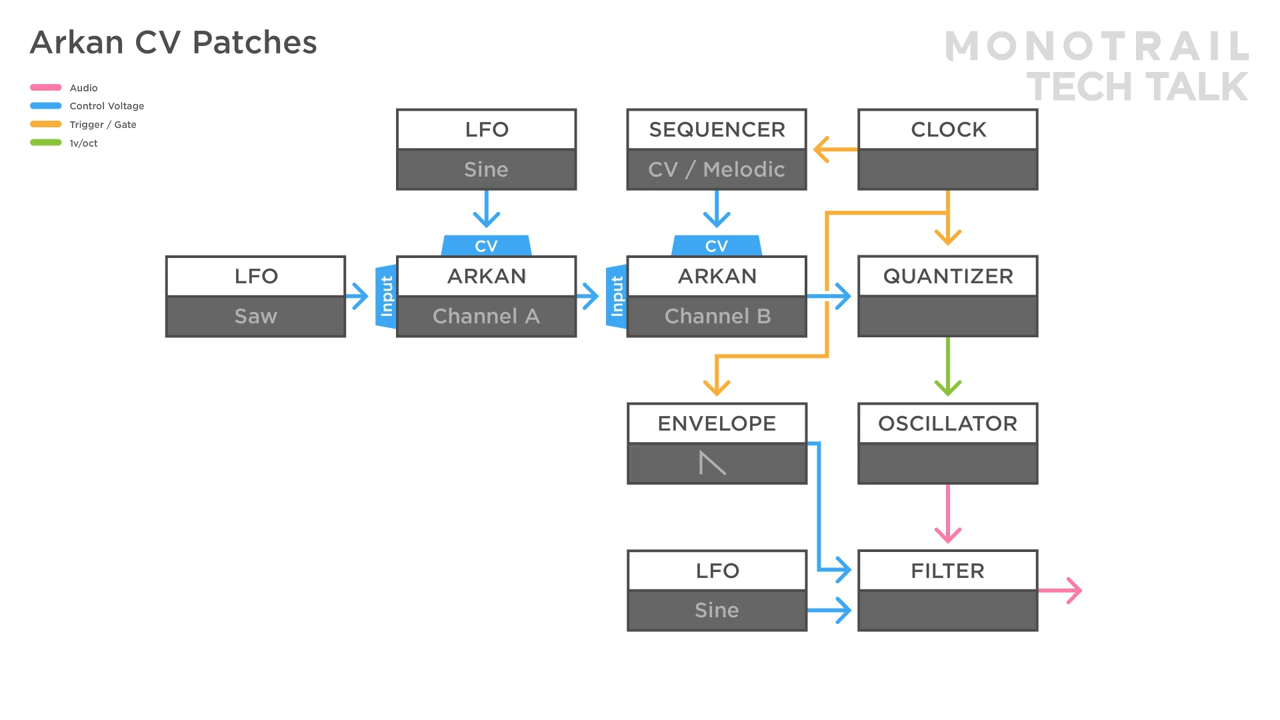 Arkan CV Patches
MONOTRAIL
TECH TALK
Audio
Control Voltage
Trigger / Gate
1v/oct
LFO
Sine
SEQUENCER
CV / Melodic
CLOCK
CV
CV
LFO
Saw
Input
ARKAN
Channel A
Input
ARKAN
Channel B
QUANTIZER
ENVELOPE
OSCILLATOR
LFO
Sine
FILTER